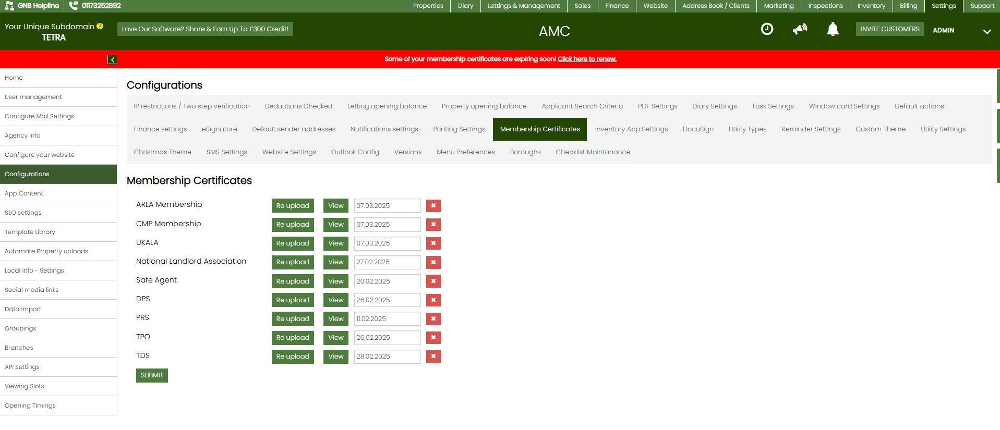 GNB Helpline 01173252892 Properties Diary Lettings & Management Sales Finance Website Address Book / Clients Marketing Inspections Inventory Billing Settings Support
Your Unique Subdomain ?
TETRA
Love Our Software? Share & Earn Up To £300 Credit!
AMC
INVITE CUSTOMERS
ADMIN
Some of your membership certificates are expiring soon! Click here to renew.
Home
User management
Configure Mail Settings
Agency info
Configure your website
Configurations
App Content
SEO settings
Template Library
Automate Property uploads
Local info - Settings
Social media links
Data Import
Groupings
Branches
API Settings
Viewing Slots
Opening Timings
Configurations
IP restrictions / Two step verification Deductions Checked Letting opening balance Property opening balance Applicant Search Criteria PDF Settings Diary Settings Task Settings Window card Settings Default actions
Finance settings eSignature Default sender addresses Notifications settings Printing Settings Membership Certificates Inventory App Settings DocuSign Utility Types Reminder Settings Custom Theme Utility Settings
Christmas Theme SMS Settings Website Settings Outlook Config Versions Menu Preferences Boroughs Checklist Maintanance
Membership Certificates
ARLA Membership Re upload View 07.03.2025
CMP Membership Re upload View 07.03.2025
UKALA Re upload View 07.03.2025
National Landlord Association Re upload View 27.02.2025
Safe Agent Re upload View 20.02.2025
DPS Re upload View 26.02.2025
PRS Re upload View 11.02.2025
TPO Re upload View 26.02.2025
TDS Re upload View 28.02.2025
SUBMIT